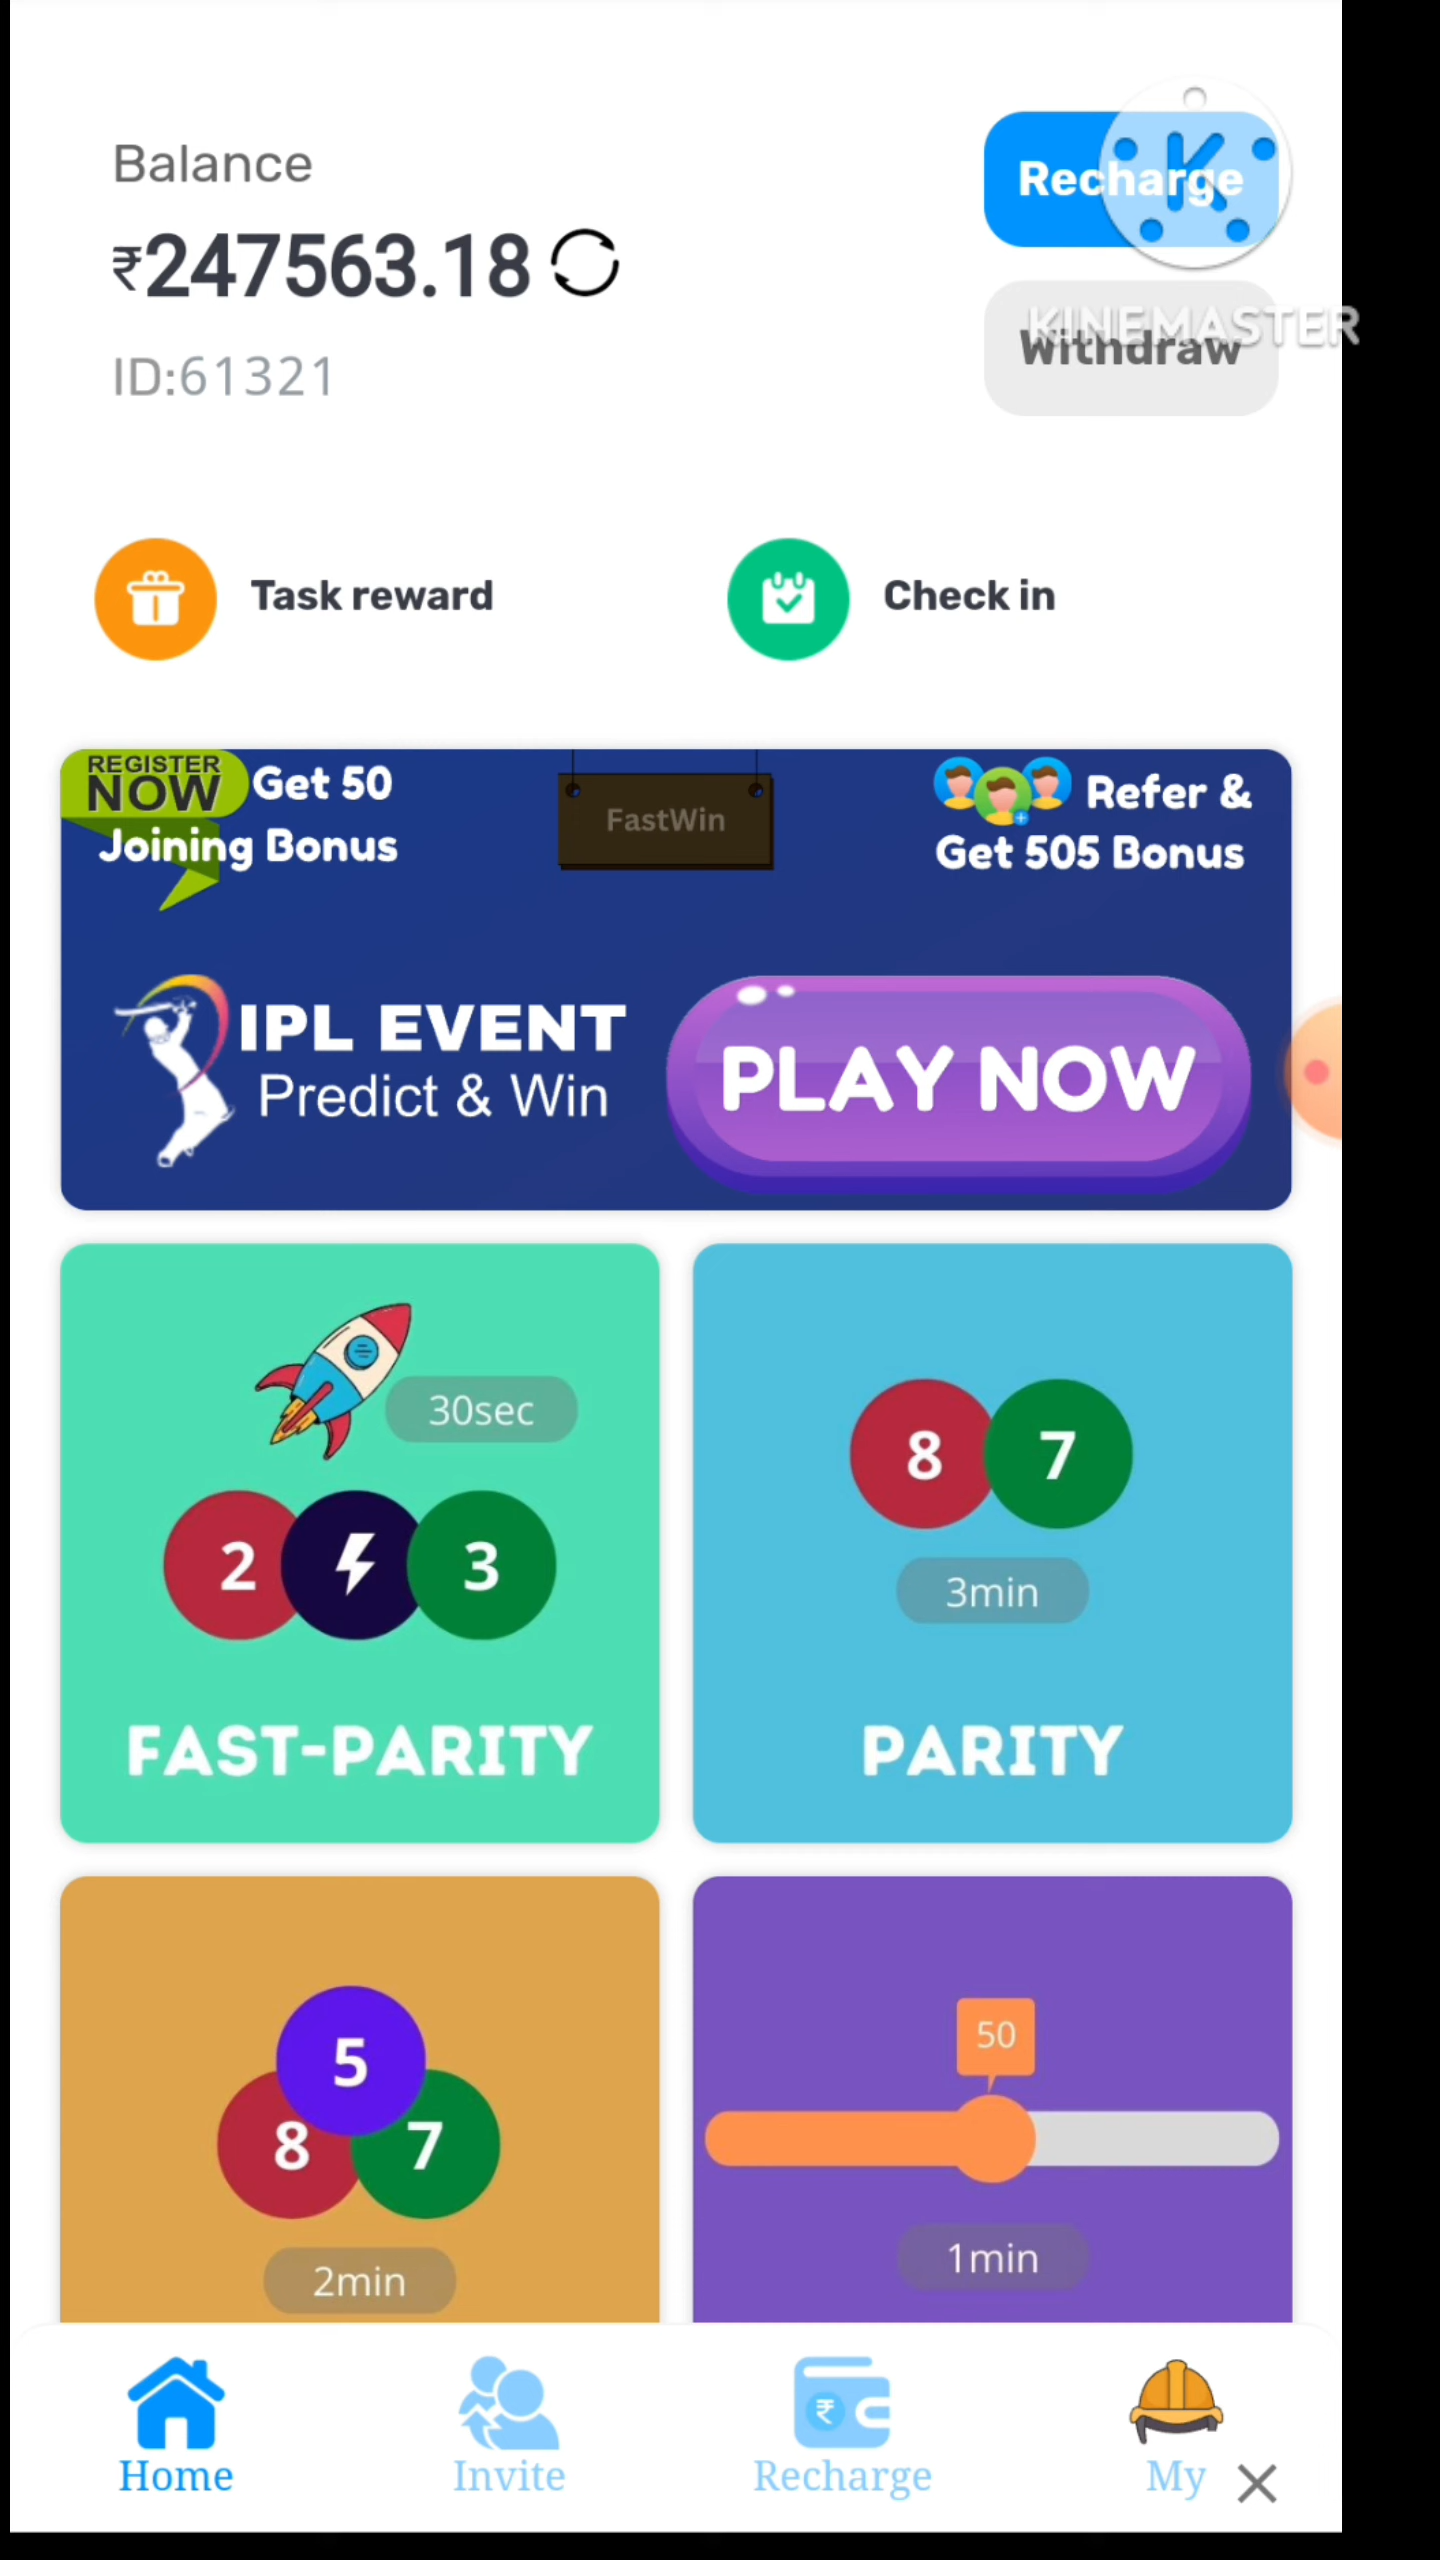 Balance
Recharge
₹247563.18
KINEMASTER
Withdraw
ID:61321
Task reward
Check in
REGISTER
NOW
Get 50
Joining Bonus
FastWin
Refer &
Get 505 Bonus
IPL EVENT
Predict & Win
PLAY NOW
30sec
2
3
FAST-PARITY
8
7
3min
PARITY
5
8
7
2min
50
1min
Home
Invite
Recharge
My